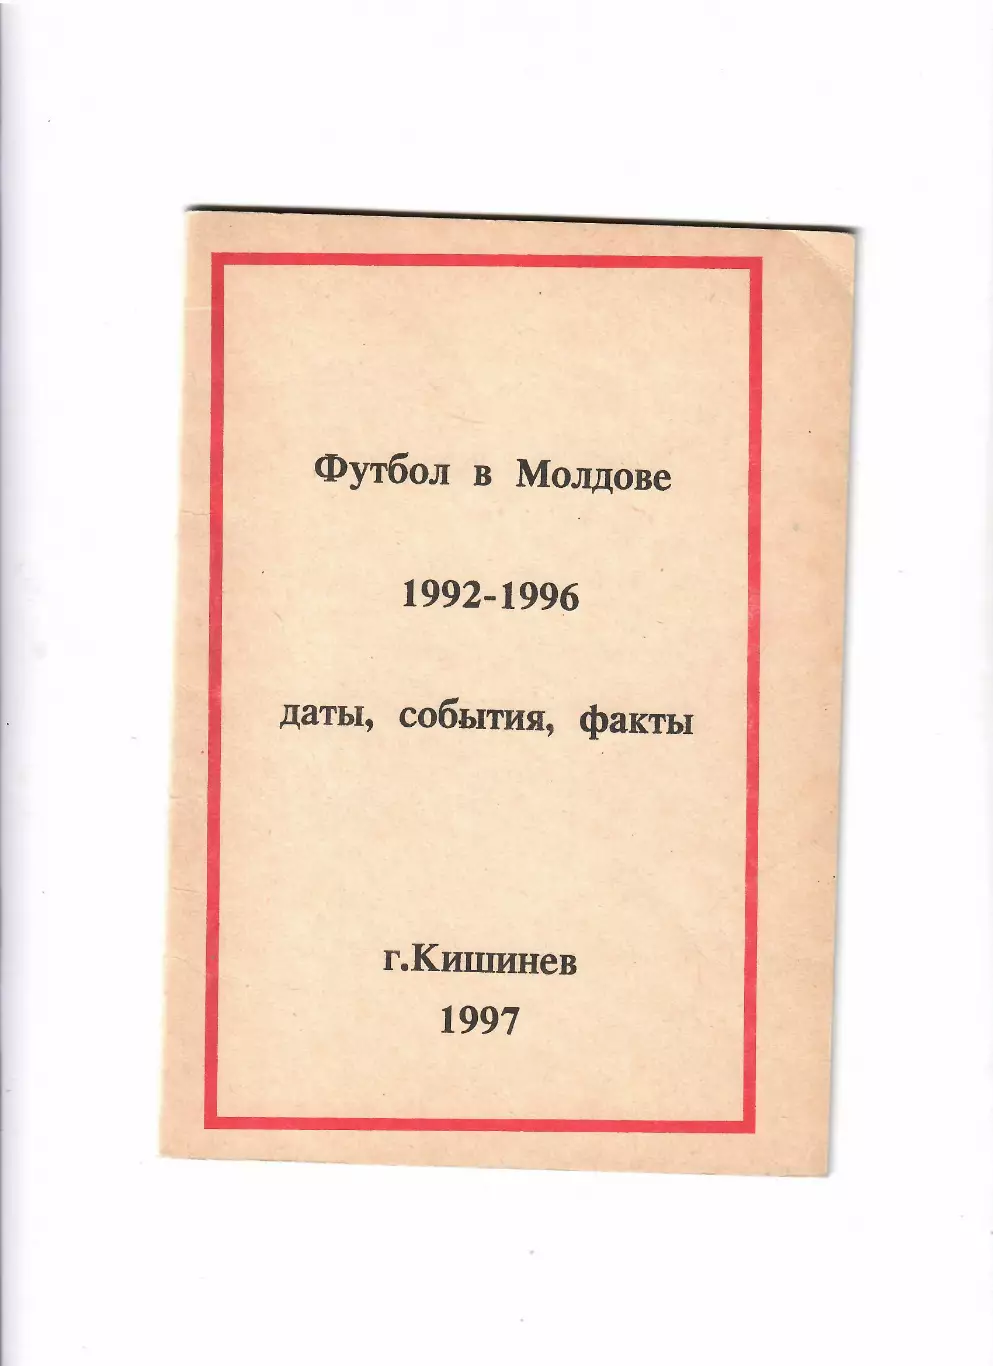 Футбол в Молдове
1992-1996
даты, события, факты
г.Кишинев
1997